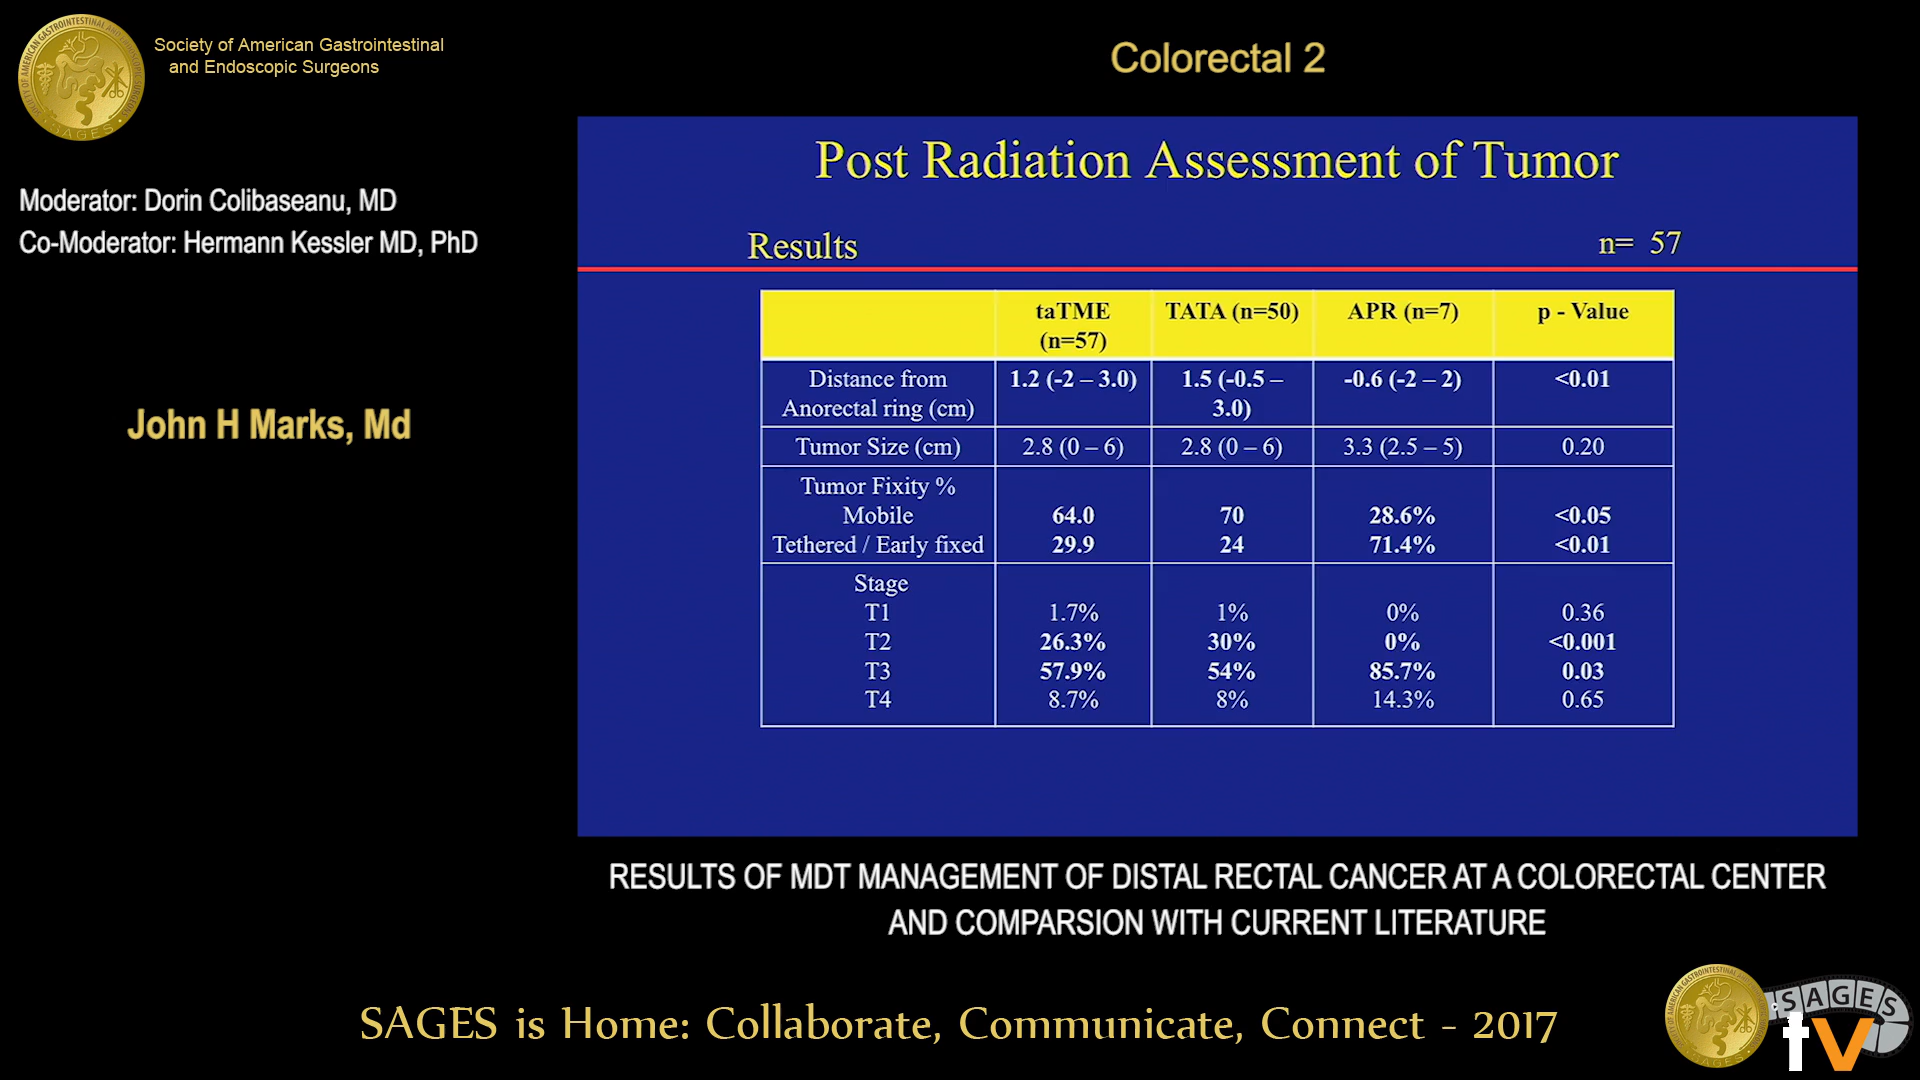 Society of American Gastrointestinal
and Endoscopic Surgeons
Colorectal 2
Moderator: Dorin Colibaseanu, MD
Co-Moderator: Hermann Kessler MD, PhD
John H Marks, Md
Post Radiation Assessment of Tumor
Results n= 57
taTME (n=57) TATA (n=50) APR (n=7) p - Value
Distance from Anorectal ring (cm) 1.2 (-2 – 3.0) 1.5 (-0.5 – 3.0) -0.6 (-2 – 2) <0.01
Tumor Size (cm) 2.8 (0 – 6) 2.8 (0 – 6) 3.3 (2.5 – 5) 0.20
Tumor Fixity %
Mobile 64.0 70 28.6% <0.05
Tethered / Early fixed 29.9 24 71.4% <0.01
Stage
T1 1.7% 1% 0% 0.36
T2 26.3% 30% 0% <0.001
T3 57.9% 54% 85.7% 0.03
T4 8.7% 8% 14.3% 0.65
RESULTS OF MDT MANAGEMENT OF DISTAL RECTAL CANCER AT A COLORECTAL CENTER
AND COMPARSION WITH CURRENT LITERATURE
SAGES is Home: Collaborate, Communicate, Connect - 2017
SAGES
tV